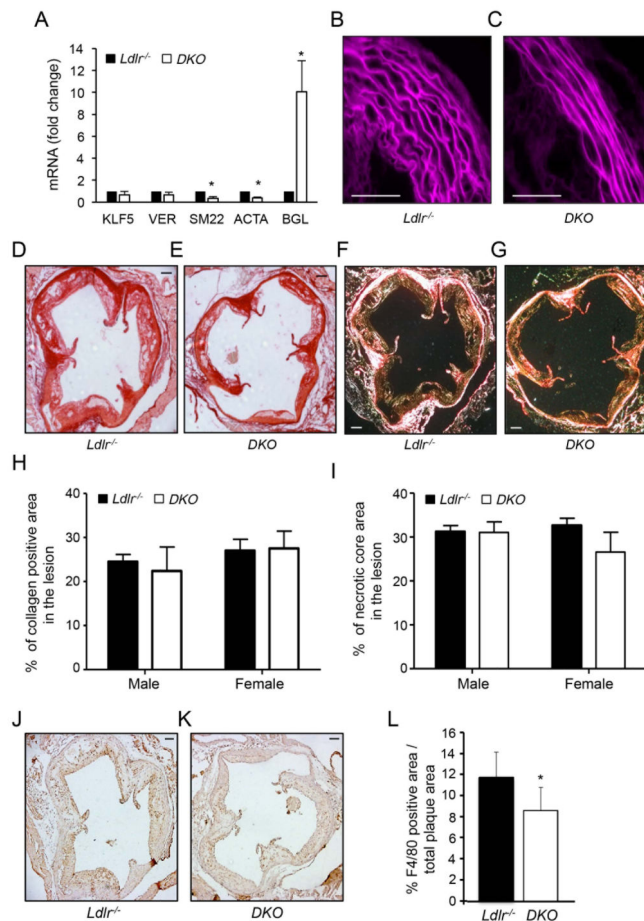 A
Ldlr-/- DKO
mRNA (fold change)
14
12
10
8
6
4
2
0
*
*
*
KLF5 VER SM22 ACTA BGL
B
Ldlr-/-
C
DKO
D
Ldlr-/-
E
DKO
F
Ldlr-/-
G
DKO
H
Ldlr-/- DKO
% of collagen positive area
in the lesion
40
30
20
10
0
Male Female
I
Ldlr-/- DKO
% of necrotic core area
in the lesion
40
30
20
10
0
Male Female
J
Ldlr-/-
K
DKO
L
% F4/80 positive area /
total plaque area
16
14
12
10
8
6
4
2
0
*
Ldlr-/- DKO